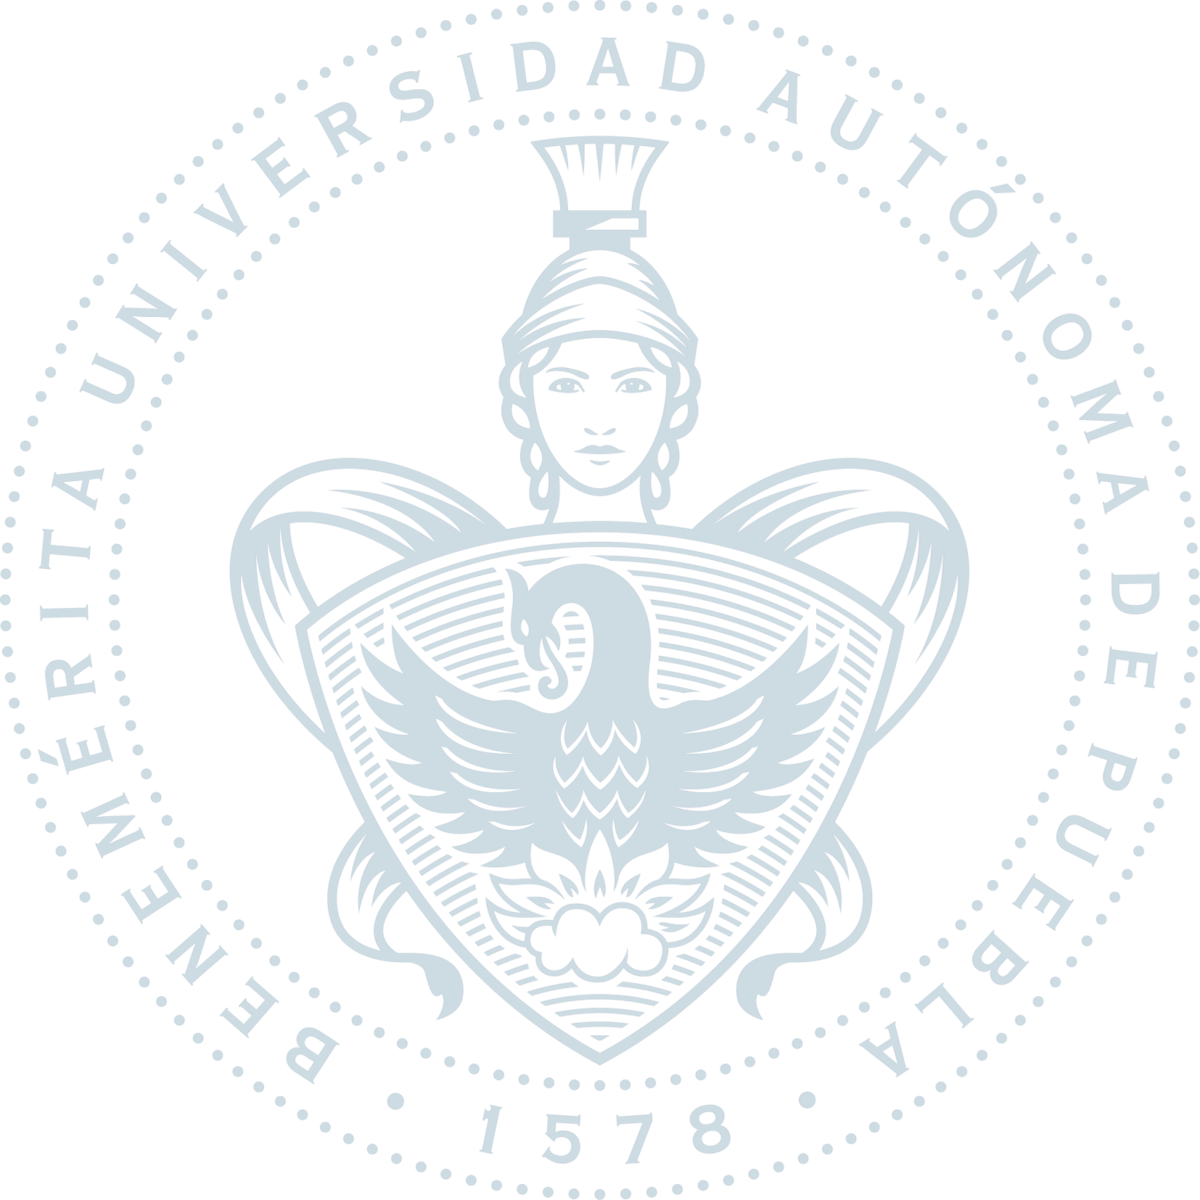 BENEMÉRITA UNIVERSIDAD AUTÓNOMA DE PUEBLA
• 1578 •